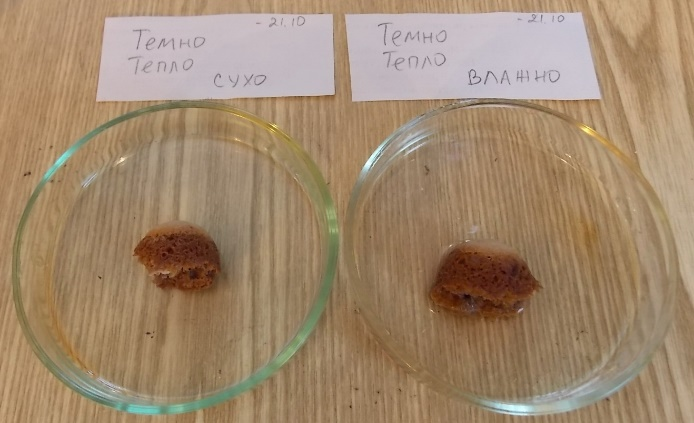 - 21.10
Темно
Тепло
сухо
- 21.10
Темно
Тепло
влажно